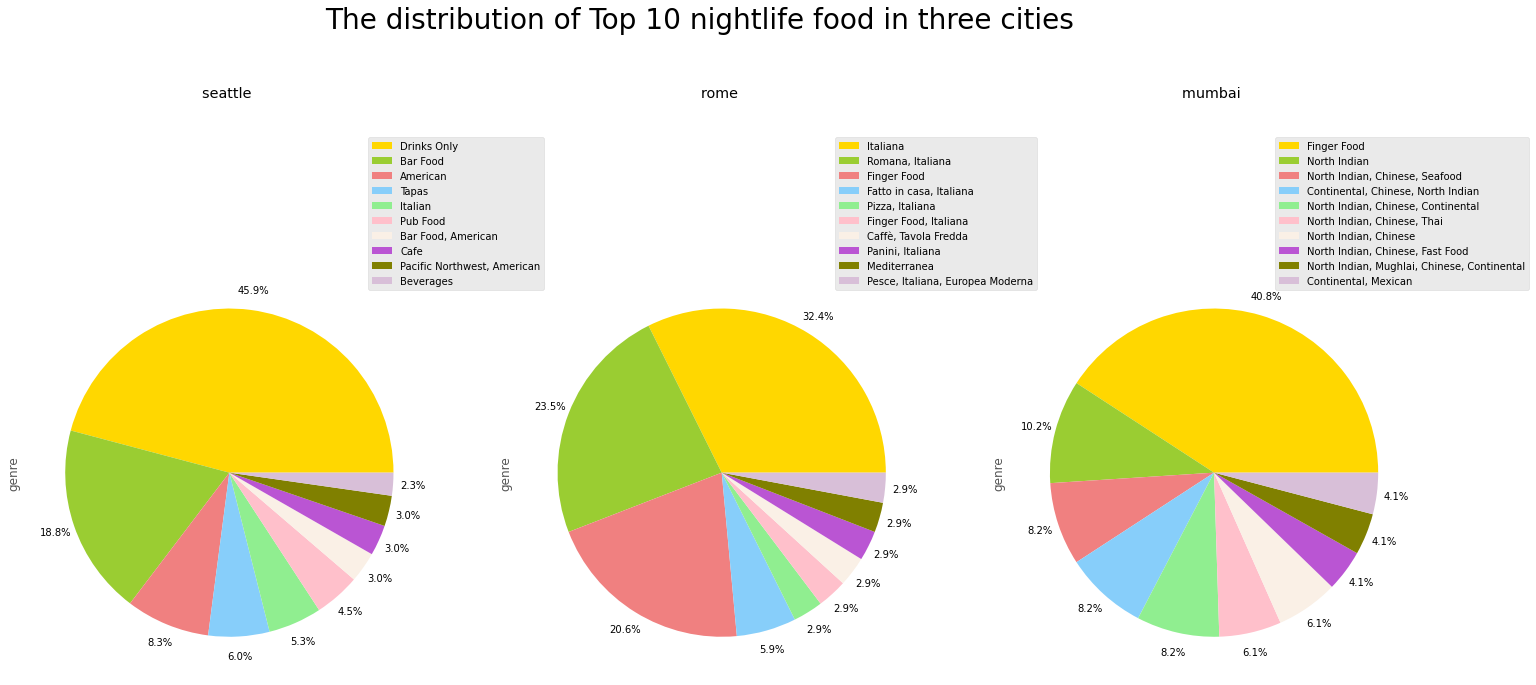 The distribution of Top 10 nightlife food in three cities
seattle
Drinks Only
Bar Food
American
Tapas
Italian
Pub Food
Bar Food, American
Cafe
Pacific Northwest, American
Beverages
45.9%
18.8%
8.3%
6.0%
5.3%
4.5%
3.0%
3.0%
3.0%
2.3%
genre
rome
Italiana
Romana, Italiana
Finger Food
Fatto in casa, Italiana
Pizza, Italiana
Finger Food, Italiana
Caffè, Tavola Fredda
Panini, Italiana
Mediterranea
Pesce, Italiana, Europea Moderna
32.4%
23.5%
20.6%
5.9%
2.9%
2.9%
2.9%
2.9%
2.9%
2.9%
genre
mumbai
Finger Food
North Indian
North Indian, Chinese, Seafood
Continental, Chinese, North Indian
North Indian, Chinese, Continental
North Indian, Chinese, Thai
North Indian, Chinese
North Indian, Chinese, Fast Food
North Indian, Mughlai, Chinese, Continental
Continental, Mexican
40.8%
10.2%
8.2%
8.2%
8.2%
6.1%
6.1%
4.1%
4.1%
4.1%
genre